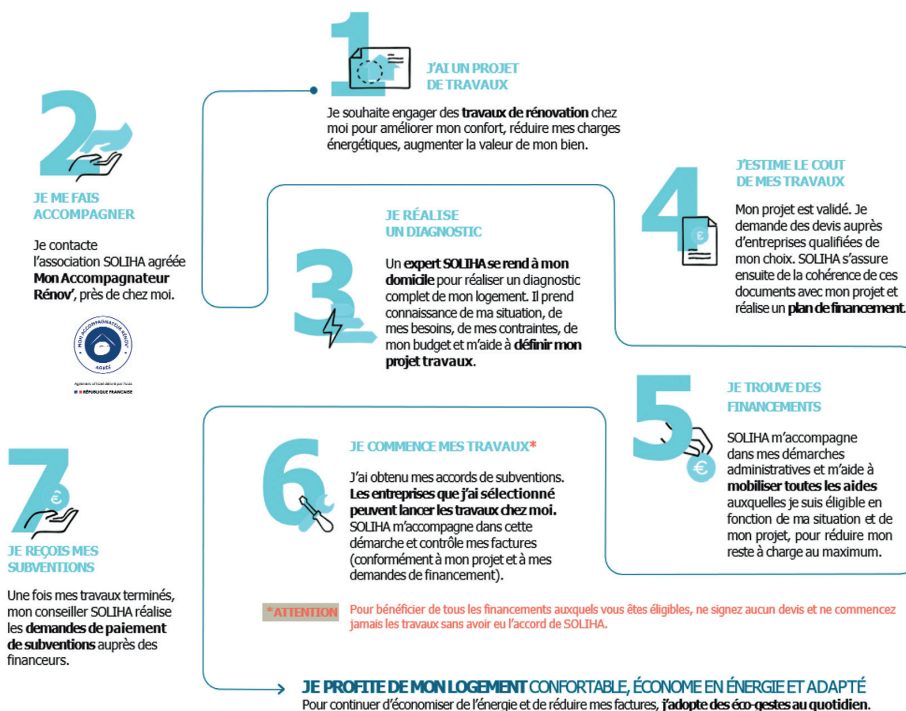 1
J'AI UN PROJET
DE TRAVAUX
Je souhaite engager des travaux de rénovation chez
moi pour améliorer mon confort, réduire mes charges
énergétiques, augmenter la valeur de mon bien.
2
JE ME FAIS
ACCOMPAGNER
Je contacte
l'association SOLIHA agréée
Mon Accompagnateur
Rénov', près de chez moi.
MON ACCOMPAGNATEUR RÉNOV'
AGRÉÉ
RÉPUBLIQUE FRANCAISE
3
JE RÉALISE
UN DIAGNOSTIC
Un expert SOLIHA se rend à mon
domicile pour réaliser un diagnostic
complet de mon logement. Il prend
connaissance de ma situation, de
mes besoins, de mes contraintes, de
mon budget et m'aide à définir mon
projet travaux.
4
J'ESTIME LE COUT
DE MES TRAVAUX
Mon projet est validé. Je
demande des devis auprès
d'entreprises qualifiées de
mon choix. SOLIHA s'assure
ensuite de la cohérence de ces
documents avec mon projet et
réalise un plan de financement.
€
5
JE TROUVE DES
FINANCEMENTS
SOLIHA m'accompagne
dans mes démarches
administratives et m'aide à
mobiliser toutes les aides
auxquelles je suis éligible en
fonction de ma situation et de
mon projet, pour réduire mon
reste à charge au maximum.
€
6
JE COMMENCE MES TRAVAUX*
J'ai obtenu mes accords de subventions.
Les entreprises que j'ai sélectionné
peuvent lancer les travaux chez moi.
SOLIHA m'accompagne dans cette
démarche et contrôle mes factures
(conformément à mon projet et à mes
demandes de financement).
*ATTENTION Pour bénéficier de tous les financements auxquels vous êtes éligibles, ne signez aucun devis et ne commencez
jamais les travaux sans avoir eu l'accord de SOLIHA.
7
€
JE REÇOIS MES
SUBVENTIONS
Une fois mes travaux terminés,
mon conseiller SOLIHA réalise
les demandes de paiement
de subventions auprès des
financeurs.
JE PROFITE DE MON LOGEMENT CONFORTABLE, ÉCONOME EN ÉNERGIE ET ADAPTÉ
Pour continuer d'économiser de l'énergie et de réduire mes factures, j'adopte des éco-gestes au quotidien.